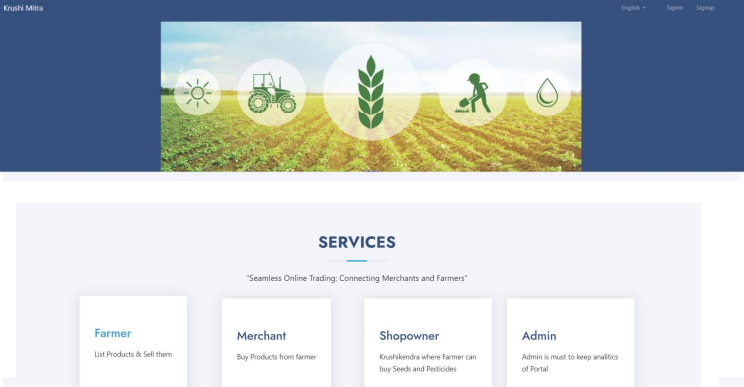 Krushi Mitra
English
Signin
Signup
SERVICES
"Seamless Online Trading: Connecting Merchants and Farmers"
Farmer
List Products & Sell them
Merchant
Buy Products from farmer
Shopowner
Krushikendra where Farmer can
buy Seeds and Pesticides
Admin
Admin is must to keep analitics
of Portal